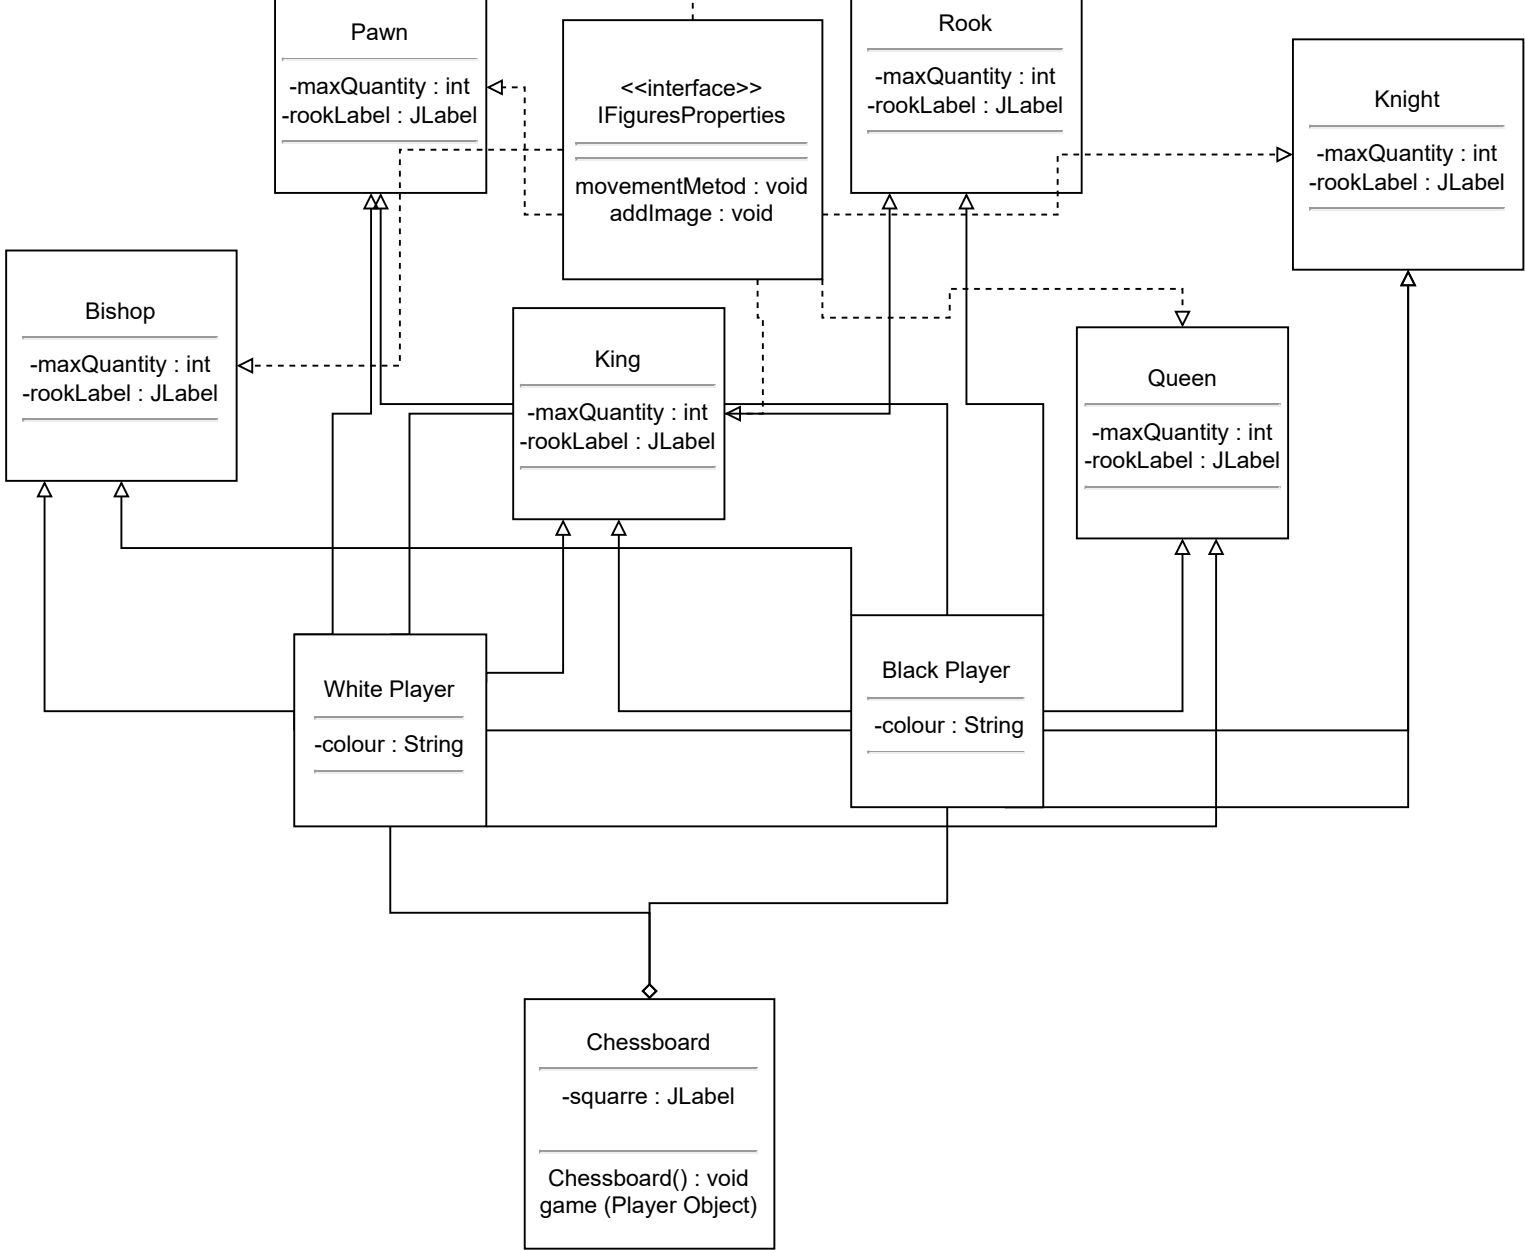 Pawn
-maxQuantity : int
-rookLabel : JLabel
<<interface>>
IFiguresProperties
movementMetod : void
addImage : void
Rook
-maxQuantity : int
-rookLabel : JLabel
Knight
-maxQuantity : int
-rookLabel : JLabel
Bishop
-maxQuantity : int
-rookLabel : JLabel
King
-maxQuantity : int
-rookLabel : JLabel
Queen
-maxQuantity : int
-rookLabel : JLabel
White Player
-colour : String
Black Player
-colour : String
Chessboard
-squarre : JLabel
Chessboard() : void
game (Player Object)